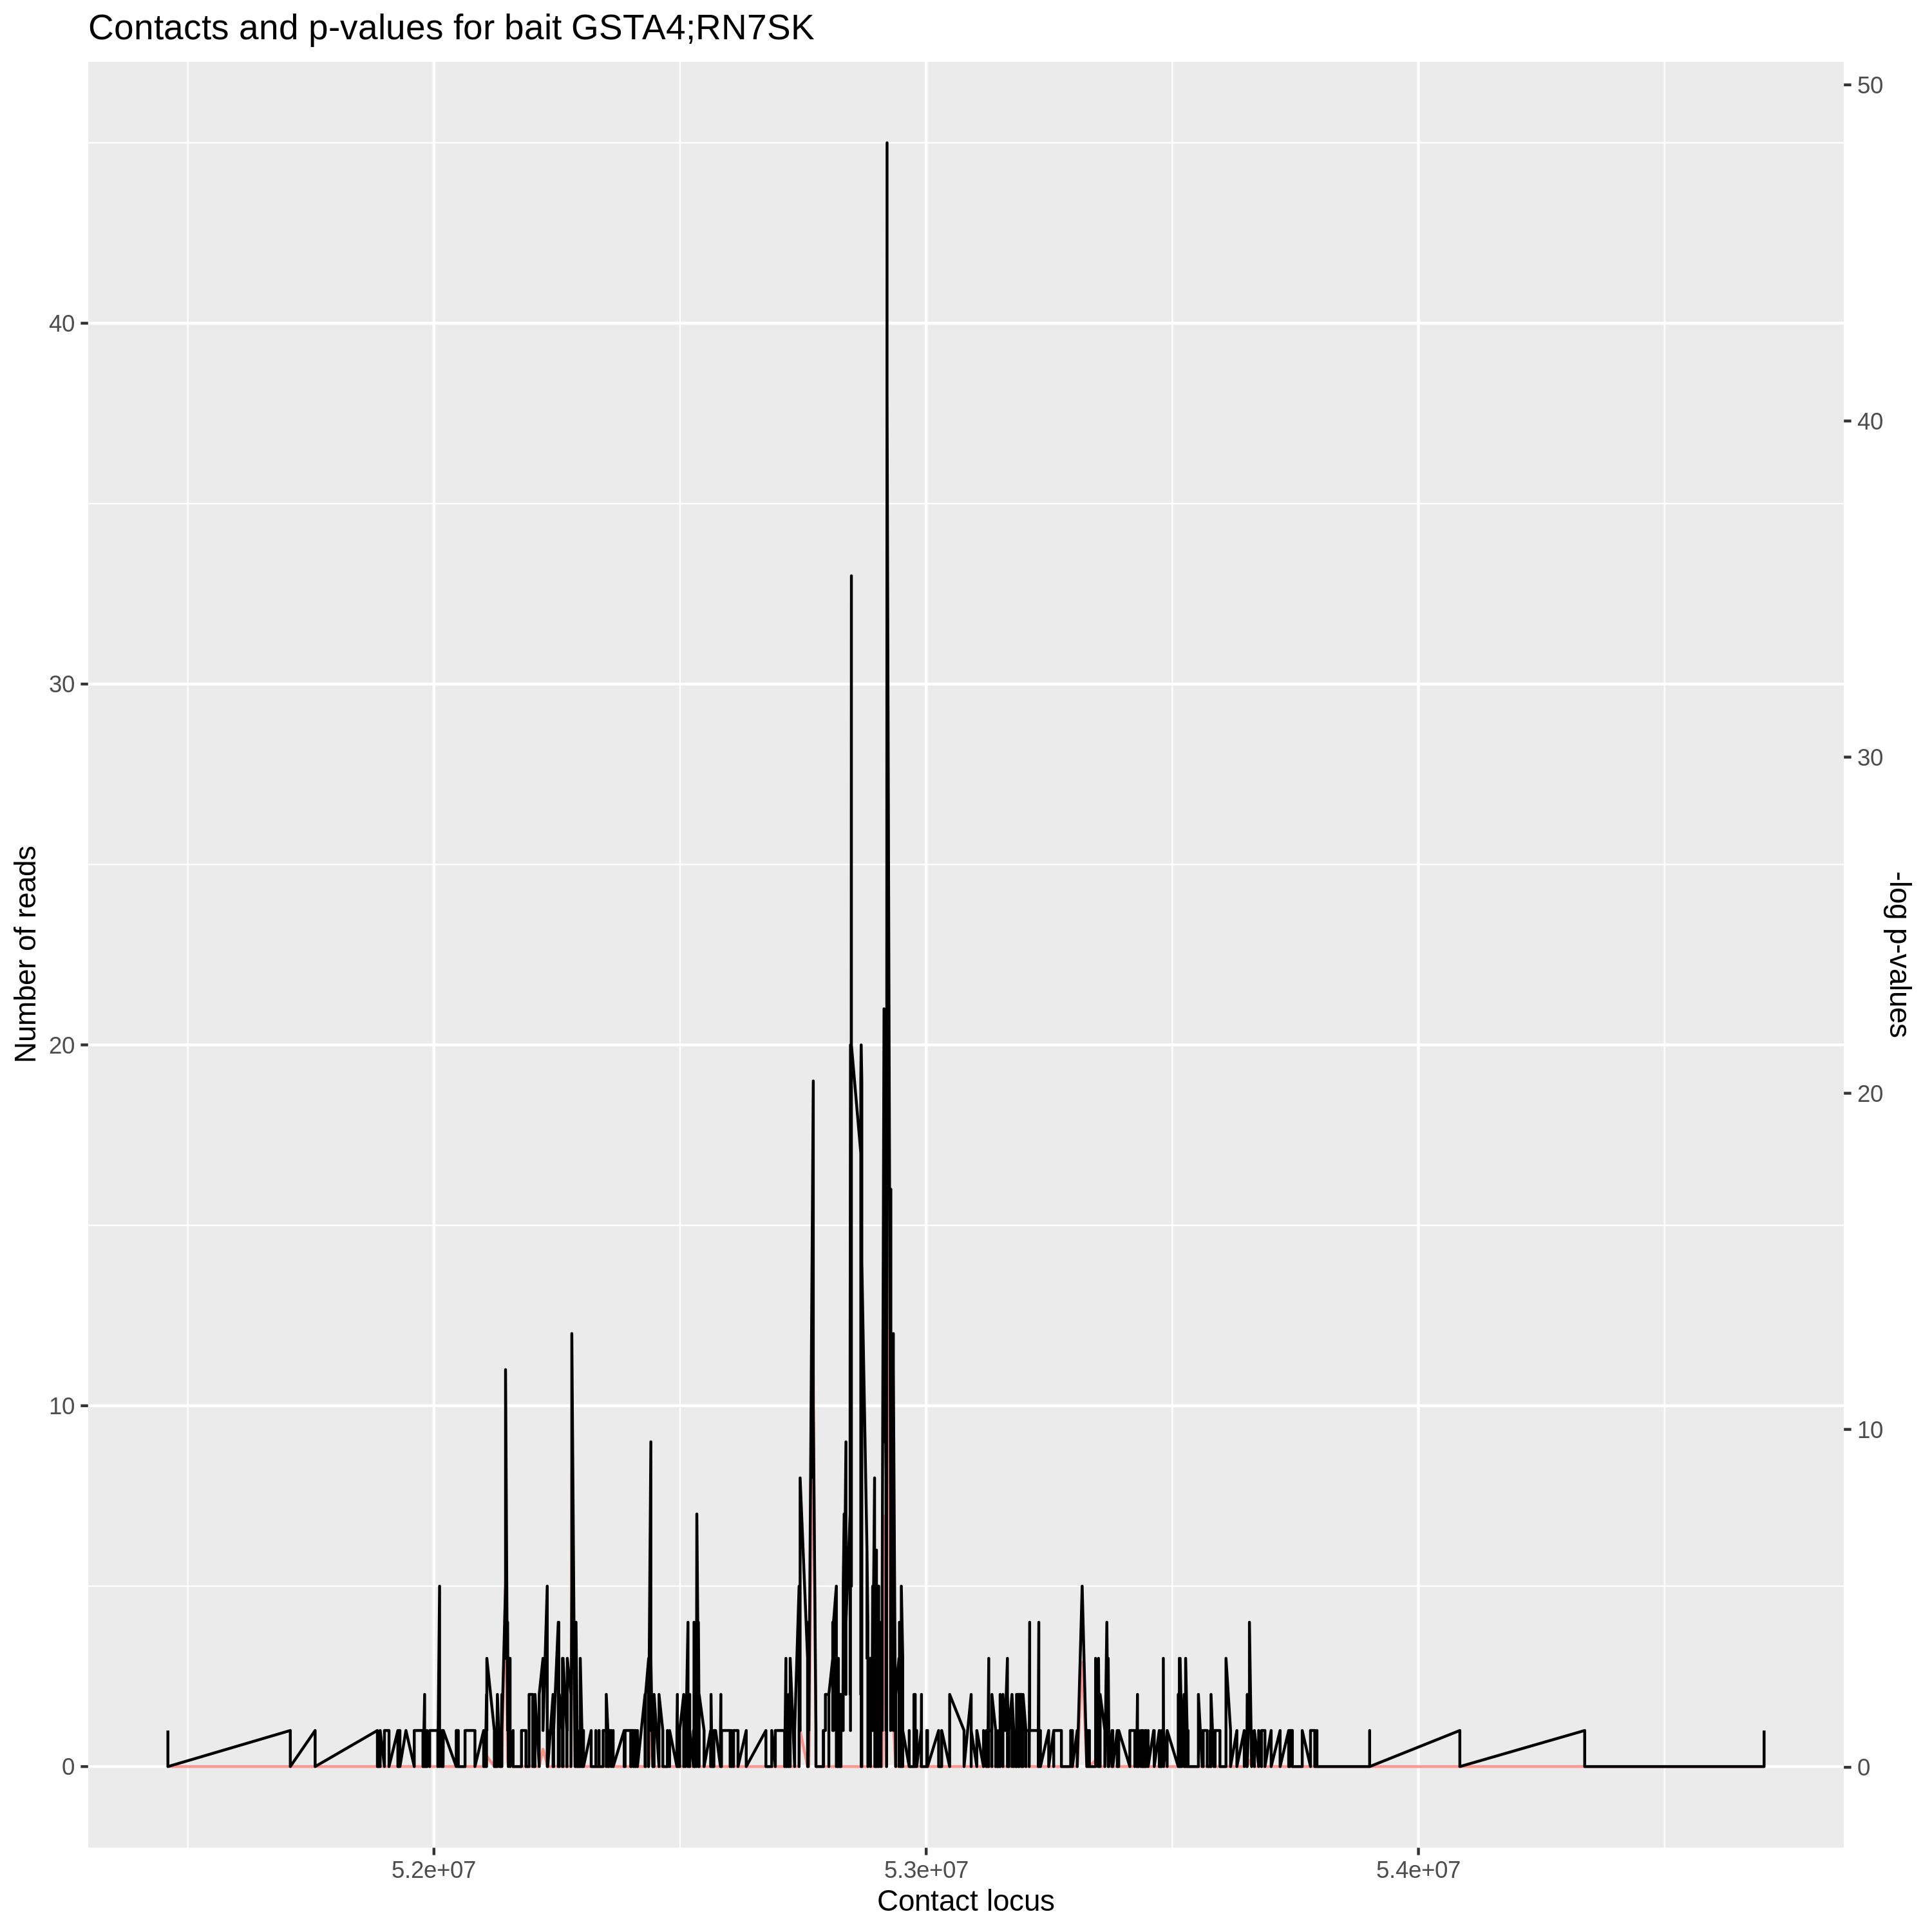 Contacts and p-values for bait GSTA4;RN7SK
Number of reads
40
30
20
10
0
50
40
30
20
10
0
-log p-values
5.2e+07
5.3e+07
5.4e+07
Contact locus